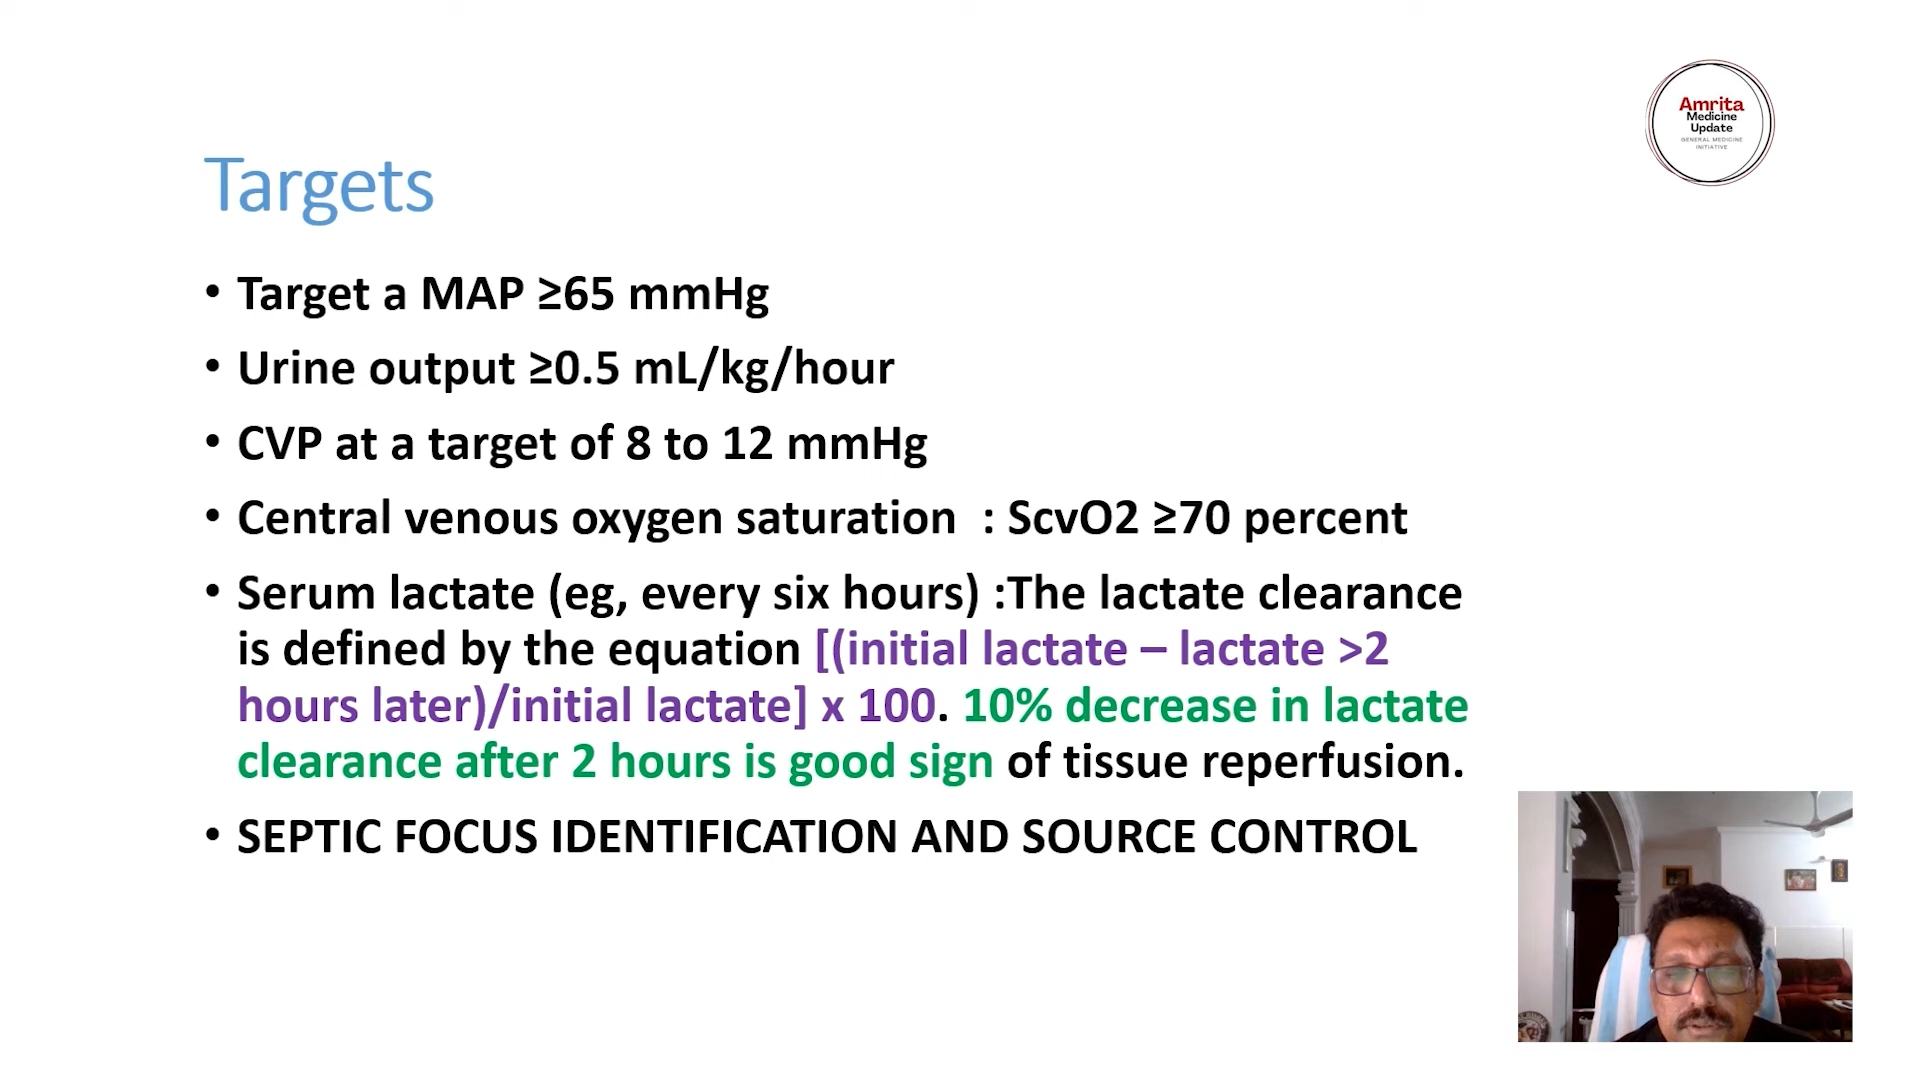 Amrita
Medicine
Update
GENERAL MEDICINE
INITIATIVE
Targets
• Target a MAP ≥65 mmHg
• Urine output ≥0.5 mL/kg/hour
• CVP at a target of 8 to 12 mmHg
• Central venous oxygen saturation  : ScvO2 ≥70 percent
• Serum lactate (eg, every six hours) :The lactate clearance
is defined by the equation [(initial lactate – lactate >2
hours later)/initial lactate] x 100. 10% decrease in lactate
clearance after 2 hours is good sign of tissue reperfusion.
• SEPTIC FOCUS IDENTIFICATION AND SOURCE CONTROL